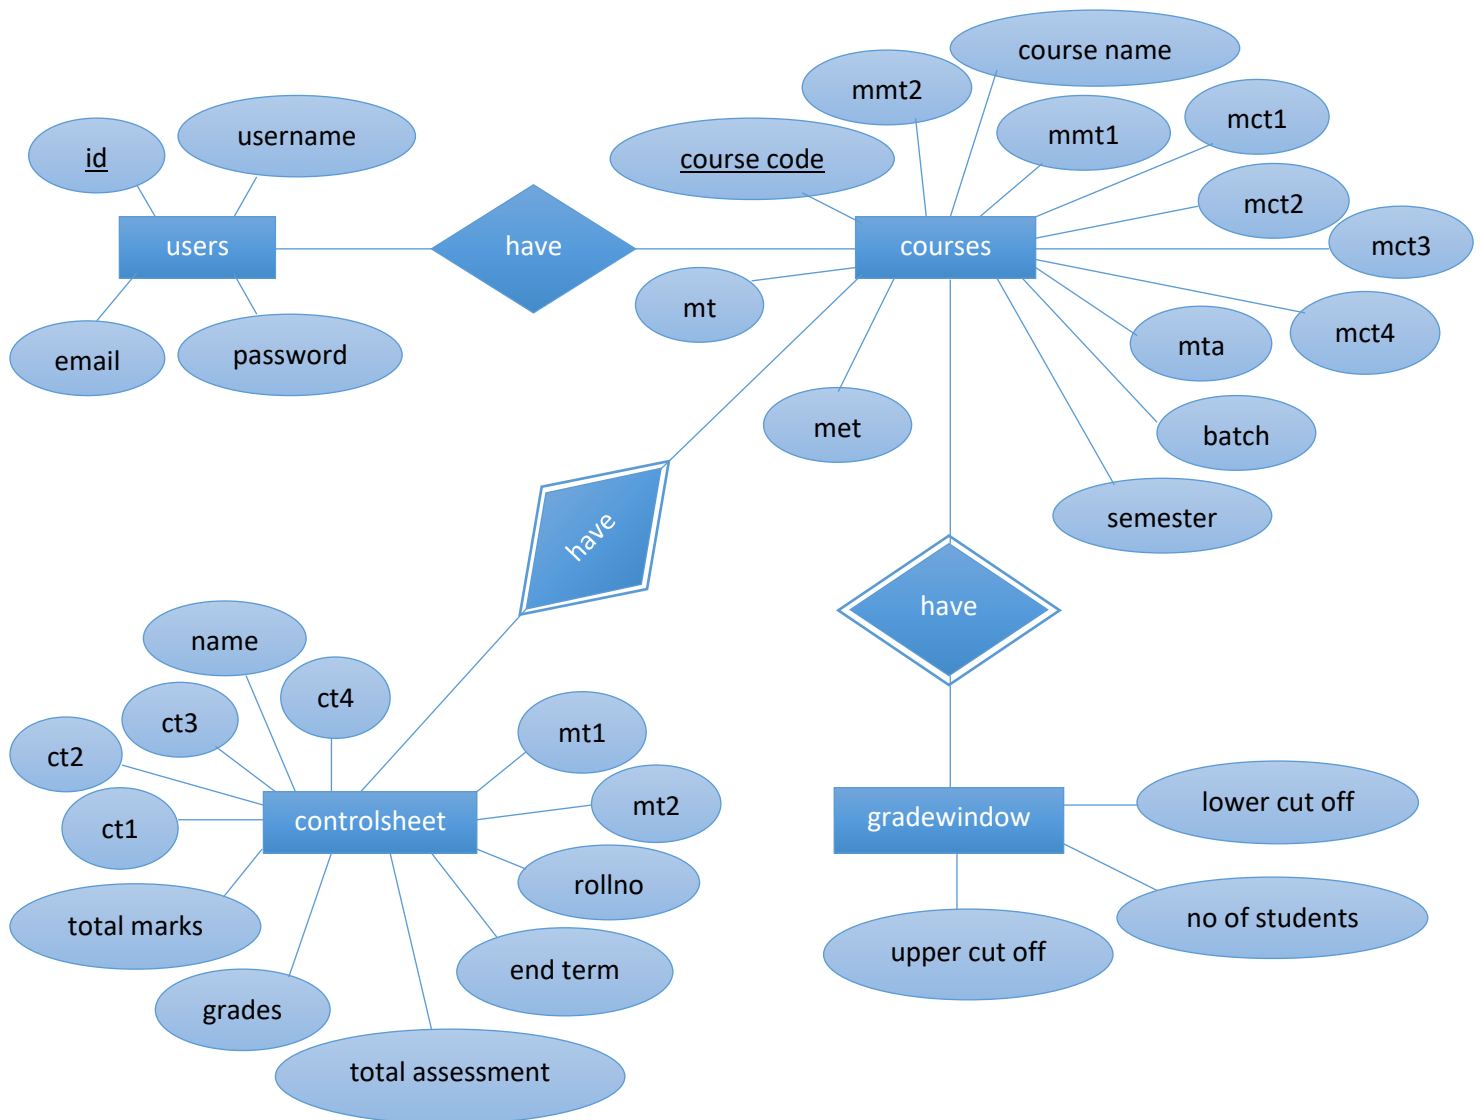 course name
mmt2
mct1
username
mmt1
id
course code
mct2
users
have
courses
mct3
mt
mct4
mta
email
password
met
batch
semester
have
have
name
ct4
ct3
mt1
ct2
mt2
lower cut off
controlsheet
gradewindow
ct1
rollno
no of students
total marks
upper cut off
end term
grades
total assessment